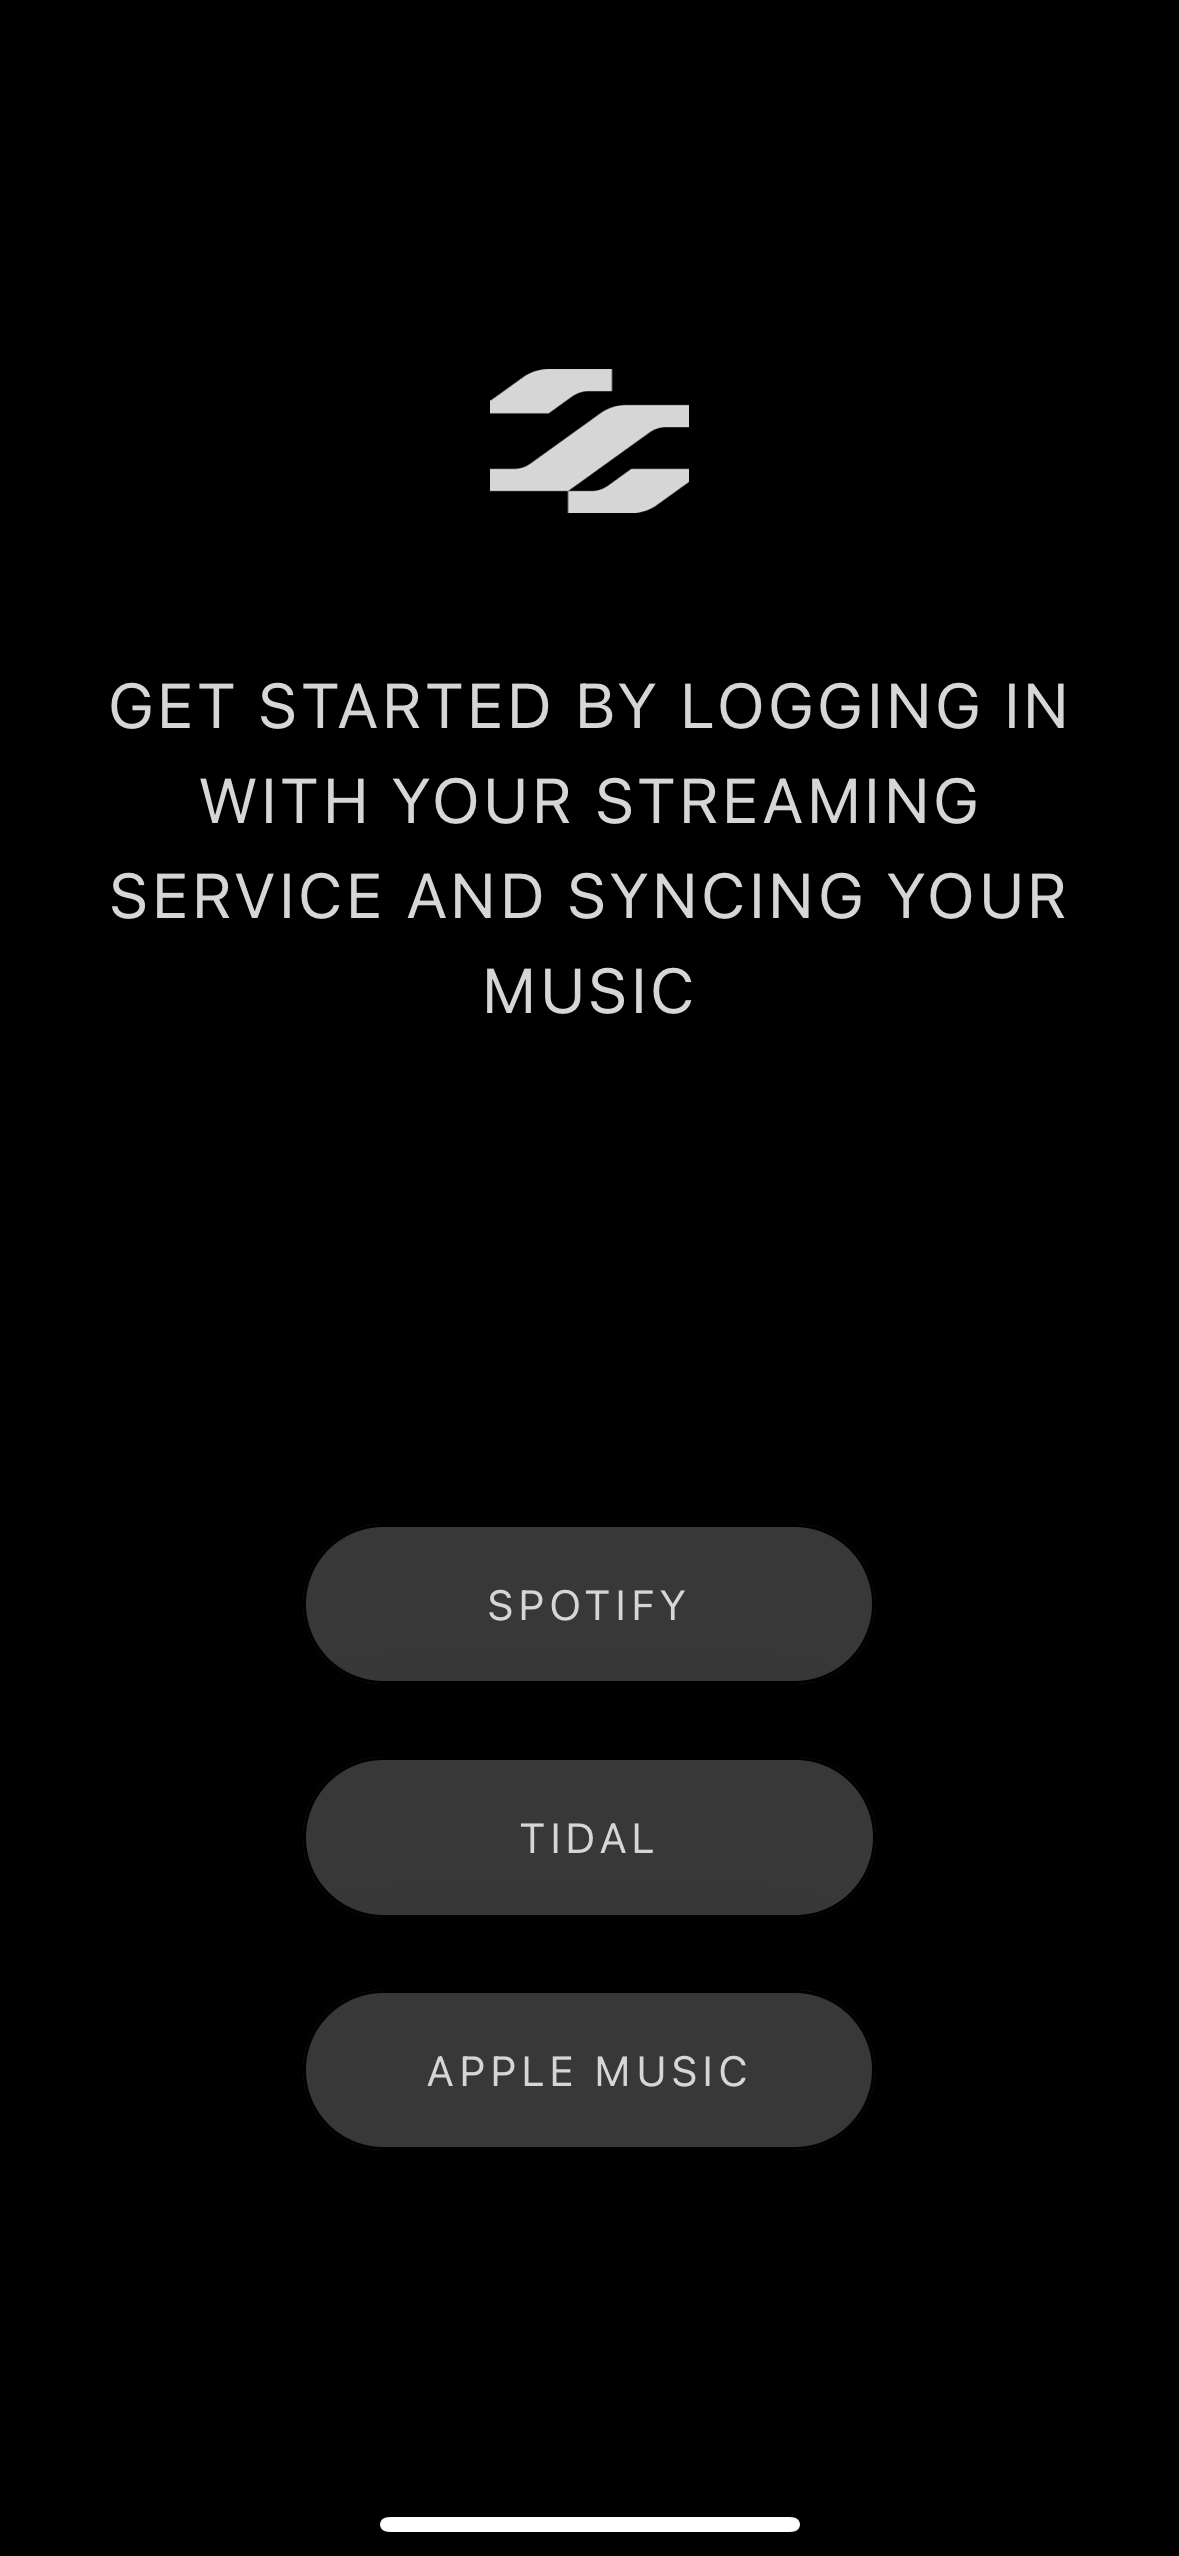 GET STARTED BY LOGGING IN
WITH YOUR STREAMING
SERVICE AND SYNCING YOUR
MUSIC
SPOTIFY
TIDAL
APPLE MUSIC